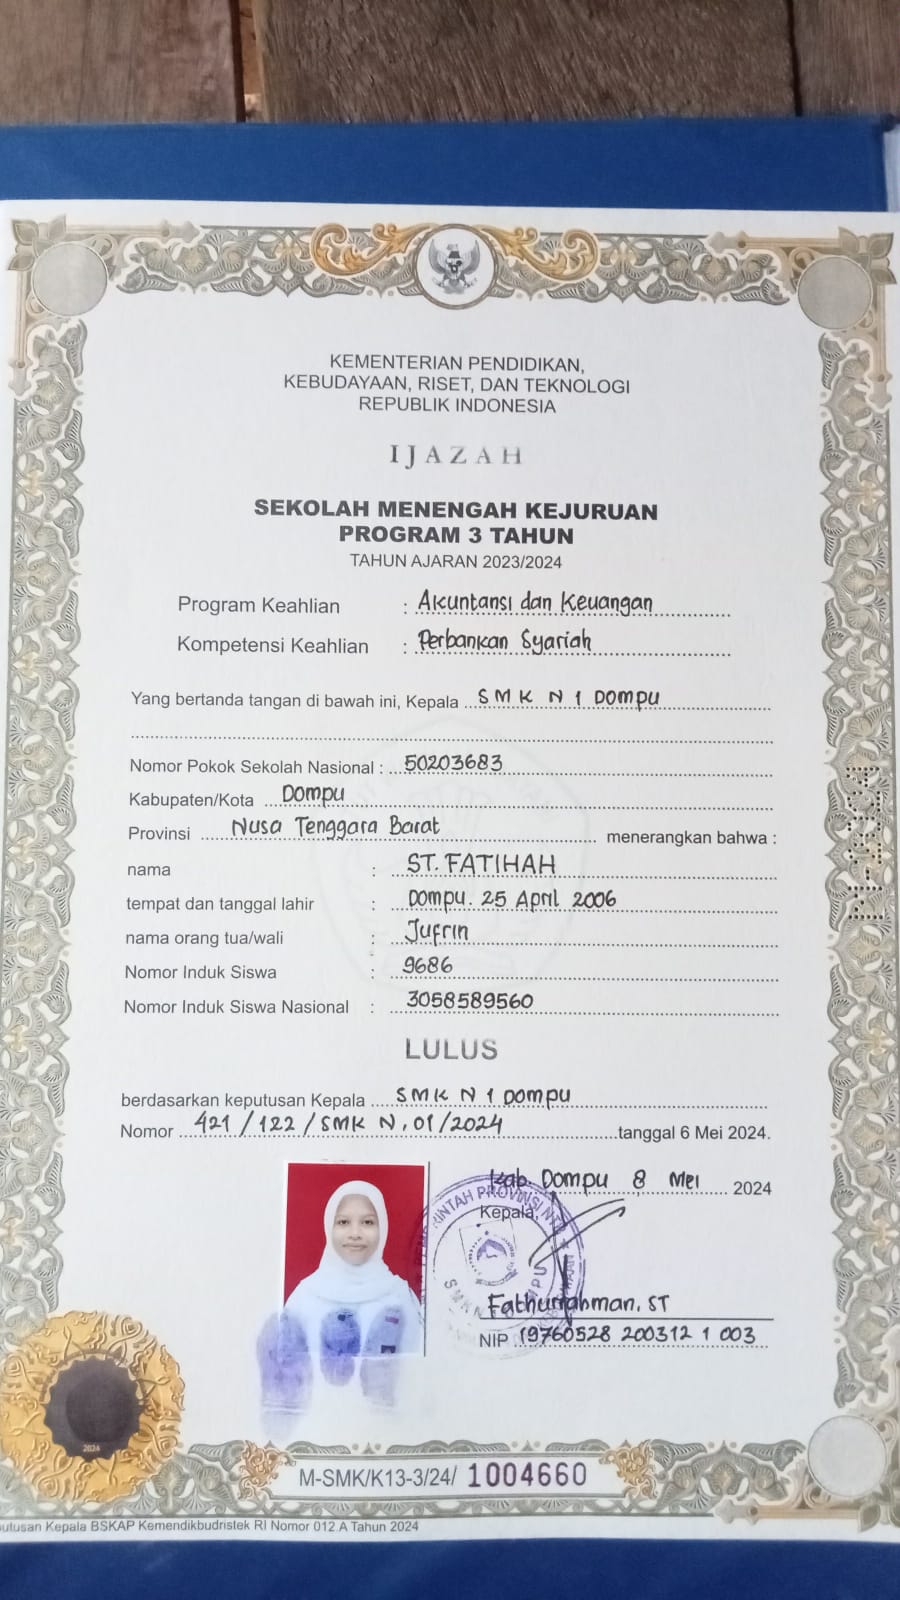 KEMENTERIAN PENDIDIKAN,
KEBUDAYAAN, RISET, DAN TEKNOLOGI
REPUBLIK INDONESIA
IJAZAH
SEKOLAH MENENGAH KEJURUAN
PROGRAM 3 TAHUN
TAHUN AJARAN 2023/2024
Program Keahlian : Akuntansi dan Keuangan
Kompetensi Keahlian : Perbankan Syariah
Yang bertanda tangan di bawah ini, Kepala SMK N 1 Dompu
Nomor Pokok Sekolah Nasional : 50203683
Kabupaten/Kota Dompu
Provinsi Nusa Tenggara Barat menerangkan bahwa :
nama : ST. FATIHAH
tempat dan tanggal lahir : Dompu. 25 April 2006
nama orang tua/wali : Jufrin
Nomor Induk Siswa : 9686
Nomor Induk Siswa Nasional : 3058589560
LULUS
berdasarkan keputusan Kepala SMK N 1 Dompu
Nomor 421 / 122 / SMK N. 01 / 2024 tanggal 6 Mei 2024.
Kab. Dompu 8 Mei 2024
Kepala,
Fathurrahman, ST
NIP 19760528 200312 1 003
2024
M-SMK/K13-3/24/ 1004660
Kepala BSKAP Kemendikbudristek RI Nomor 012.A Tahun 2024